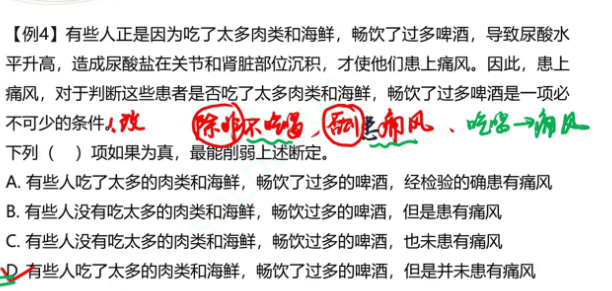 【例4】有些人正是因为吃了太多肉类和海鲜，畅饮了过多啤酒，导致尿酸水
平升高，造成尿酸盐在关节和肾脏部位沉积，才使他们患上痛风。因此，患上
痛风，对于判断这些患者是否吃了太多肉类和海鲜，畅饮了过多啤酒是一项必
不可少的条件。 除非不吃喝，否则患痛风、吃喝→痛风
下列（ ）项如果为真，最能削弱上述断定。
A. 有些人吃了太多的肉类和海鲜，畅饮了过多的啤酒，经检验的确患有痛风
B. 有些人没有吃太多的肉类和海鲜，畅饮了过多的啤酒，但是患有痛风
C. 有些人没有吃太多的肉类和海鲜，畅饮了过多的啤酒，也未患有痛风
D. 有些人吃了太多的肉类和海鲜，畅饮了过多的啤酒，但是并未患有痛风